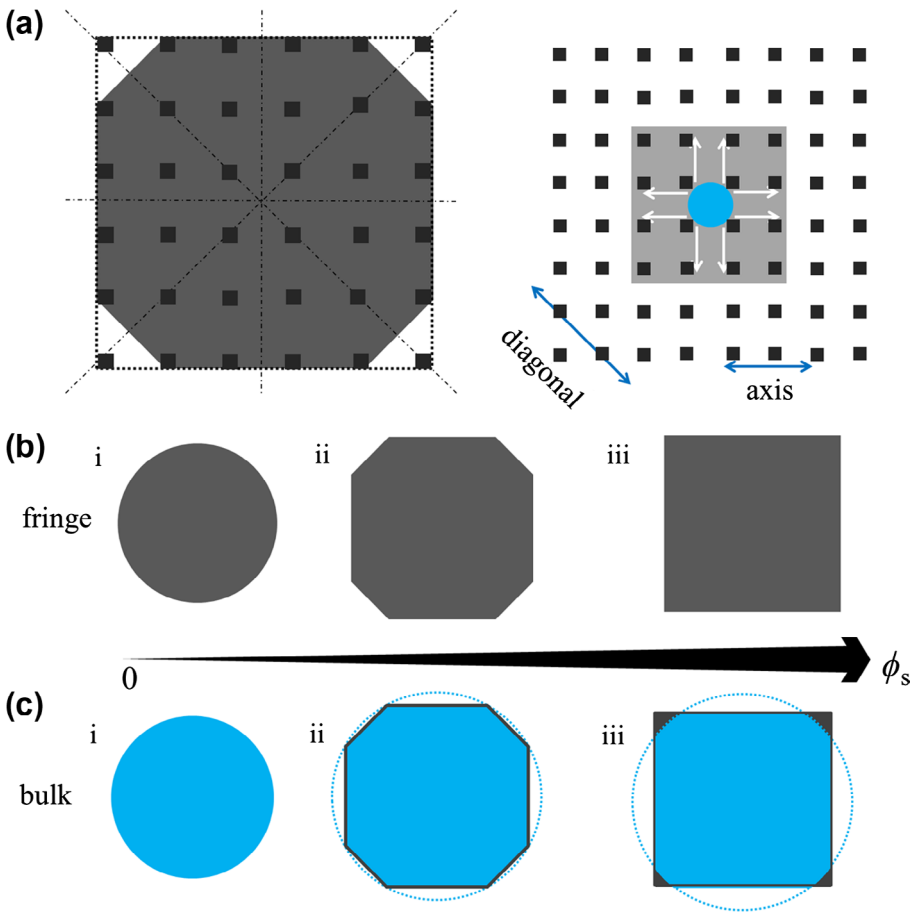 (a)
diagonal
axis
(b)
i
ii
iii
fringe
0
ϕs
(c)
i
ii
iii
bulk